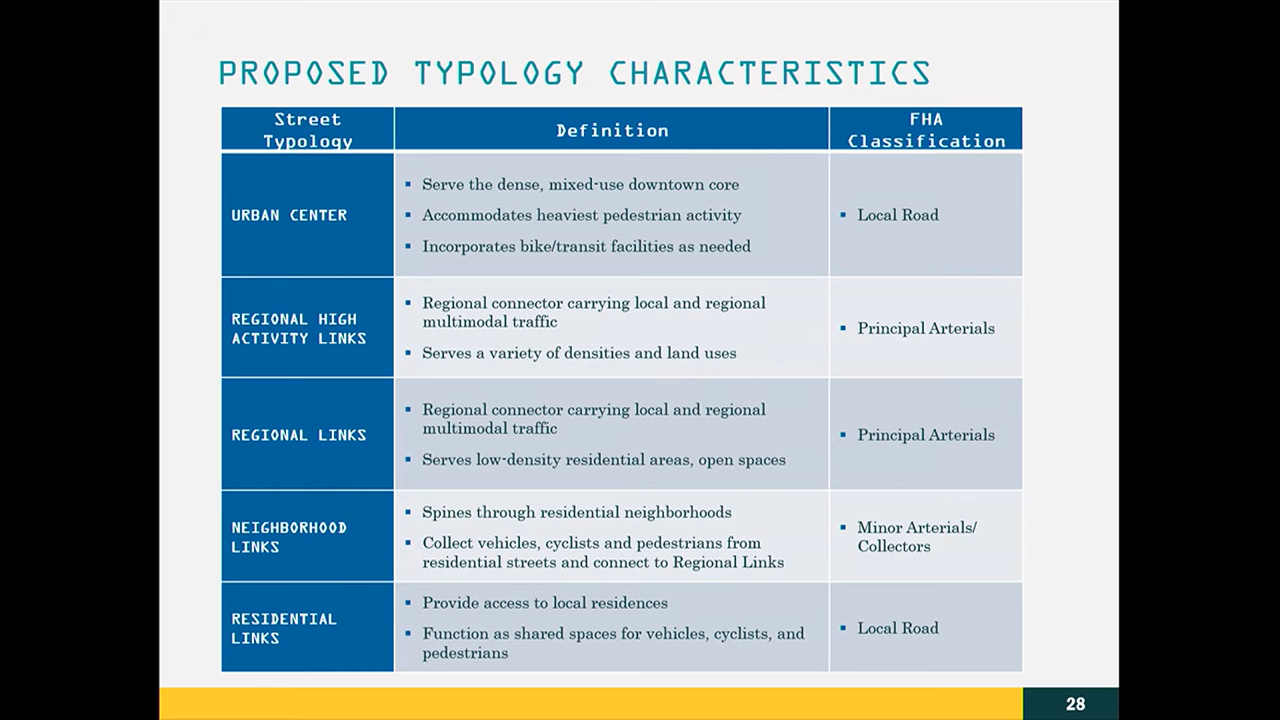 PROPOSED TYPOLOGY CHARACTERISTICS
Street
Typology
Definition
FHA
Classification
URBAN CENTER
▪ Serve the dense, mixed-use downtown core
▪ Accommodates heaviest pedestrian activity
▪ Incorporates bike/transit facilities as needed
▪ Local Road
REGIONAL HIGH
ACTIVITY LINKS
▪ Regional connector carrying local and regional
multimodal traffic
▪ Serves a variety of densities and land uses
▪ Principal Arterials
REGIONAL LINKS
▪ Regional connector carrying local and regional
multimodal traffic
▪ Serves low-density residential areas, open spaces
▪ Principal Arterials
NEIGHBORHOOD
LINKS
▪ Spines through residential neighborhoods
▪ Collect vehicles, cyclists and pedestrians from
residential streets and connect to Regional Links
▪ Minor Arterials/
Collectors
RESIDENTIAL
LINKS
▪ Provide access to local residences
▪ Function as shared spaces for vehicles, cyclists, and
pedestrians
▪ Local Road
28